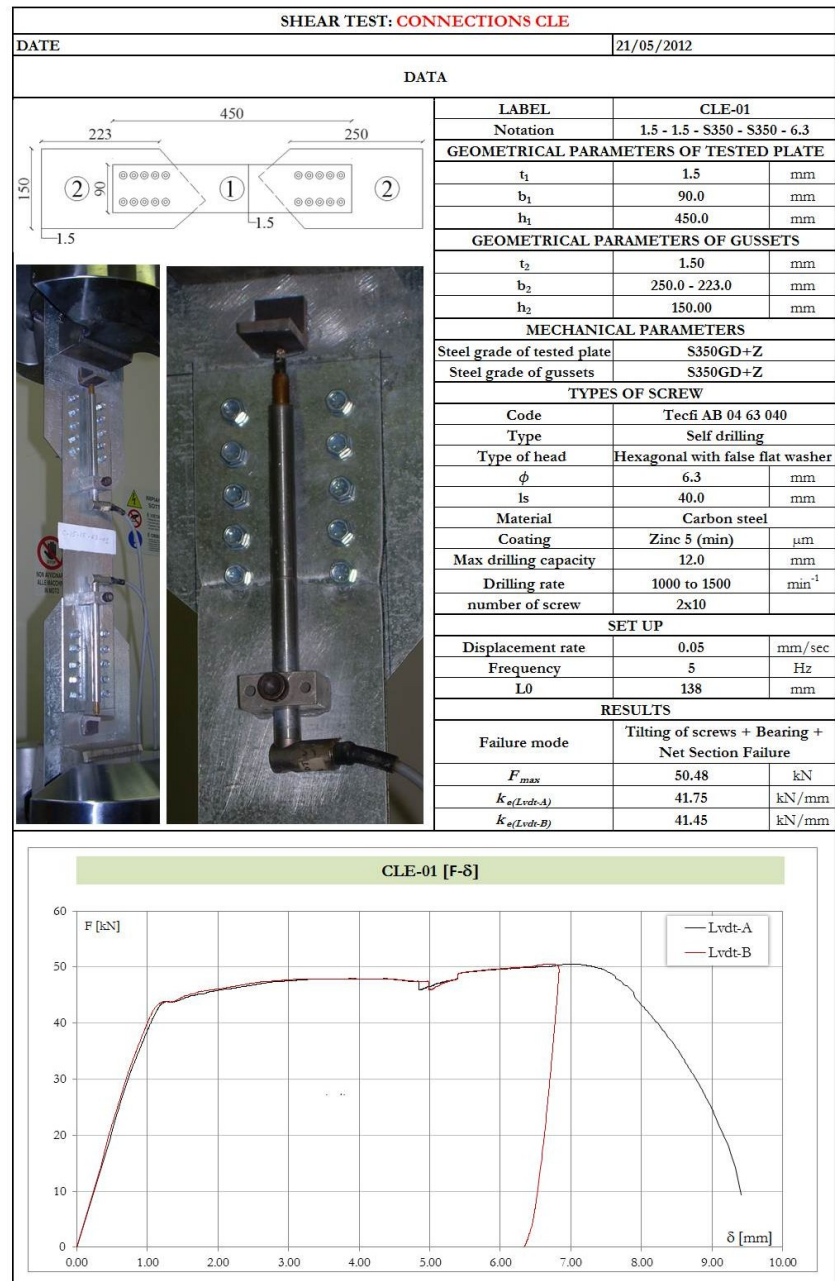 SHEAR TEST: CONNECTIONS CLE
DATE 21/05/2012
DATA
450
223 250
150 2 90 1 2
1.5 1.5
LABEL CLE-01
Notation 1.5 - 1.5 - S350 - S350 - 6.3
GEOMETRICAL PARAMETERS OF TESTED PLATE
t1 1.5 mm
b1 90.0 mm
h1 450.0 mm
GEOMETRICAL PARAMETERS OF GUSSETS
t2 1.50 mm
b2 250.0 - 223.0 mm
h2 150.00 mm
MECHANICAL PARAMETERS
Steel grade of tested plate S350GD+Z
Steel grade of gussets S350GD+Z
TYPES OF SCREW
Code Tecfi AB 04 63 040
Type Self drilling
Type of head Hexagonal with false flat washer
ϕ 6.3 mm
ls 40.0 mm
Material Carbon steel
Coating Zinc 5 (min) μm
Max drilling capacity 12.0 mm
Drilling rate 1000 to 1500 min-1
number of screw 2x10
SET UP
Displacement rate 0.05 mm/sec
Frequency 5 Hz
L0 138 mm
RESULTS
Failure mode Tilting of screws + Bearing +
Net Section Failure
Fmax 50.48 kN
ke(Lvdt-A) 41.75 kN/mm
ke(Lvdt-B) 41.45 kN/mm
NON AVVICINARSI
ALLE MACCHINE
IN MOTO
CLE-01 [F-δ]
F [kN]
Lvdt-A
Lvdt-B
60
50
40
30
20
10
0
δ [mm]
0.00 1.00 2.00 3.00 4.00 5.00 6.00 7.00 8.00 9.00 10.00